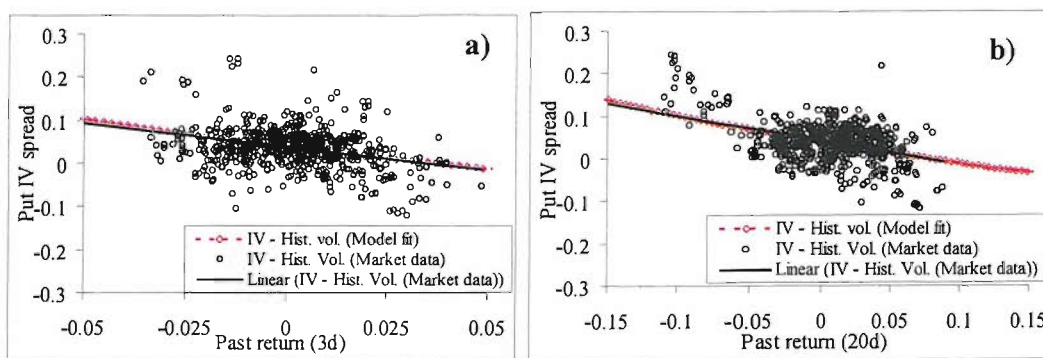 a)
0.3
0.2
0.1
0
-0.1
0.2
0.3
Put IV spread
IV - Hist. vol. (Model fit)
IV - Hist. Vol. (Market data)
Linear (IV - Hist. Vol. (Market data))
-0.05 -0.025 0 0.025 0.05
Past return (3d)
b)
0.3
0.2
0.1
0
-0.1
0.2
0.3
Put IV spread
IV - Hist. vol. (Model fit)
IV - Hist. Vol. (Market data)
Linear (IV - Hist. Vol. (Market data))
-0.15 -0.1 -0.05 0 0.05 0.1 0.15
Past return (20d)